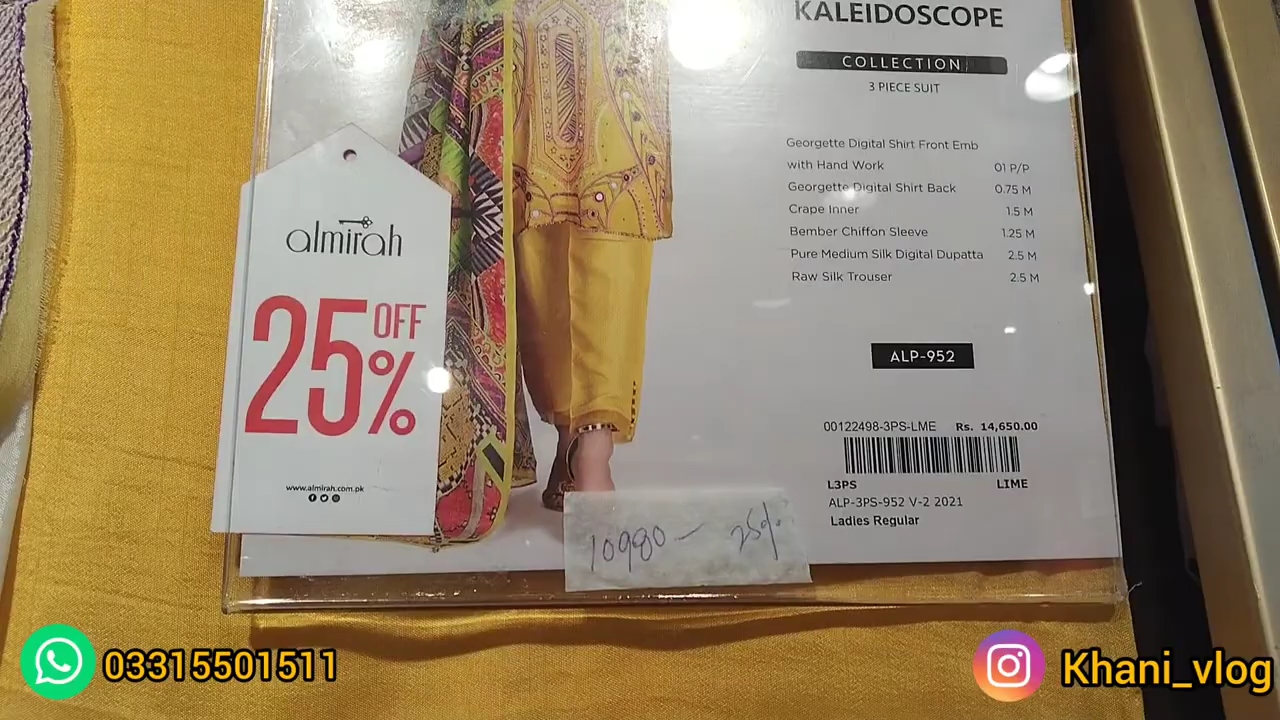 KALEIDOSCOPE
COLLECTION
3 PIECE SUIT
Georgette Digital Shirt Front Emb
with Hand Work 01 P/P
Georgette Digital Shirt Back 0.75 M
Crape Inner 1.5 M
Bember Chiffon Sleeve 1.25 M
Pure Medium Silk Digital Dupatta 2.5 M
Raw Silk Trouser 2.5 M
ALP-952
00122498-3PS-LME Rs. 14,650.00
L3PS LIME
ALP-3PS-952 V-2 2021
Ladies Regular
almirah
25% OFF
www.almirah.com.pk
10980 — 25%
03315501511
Khani_vlog